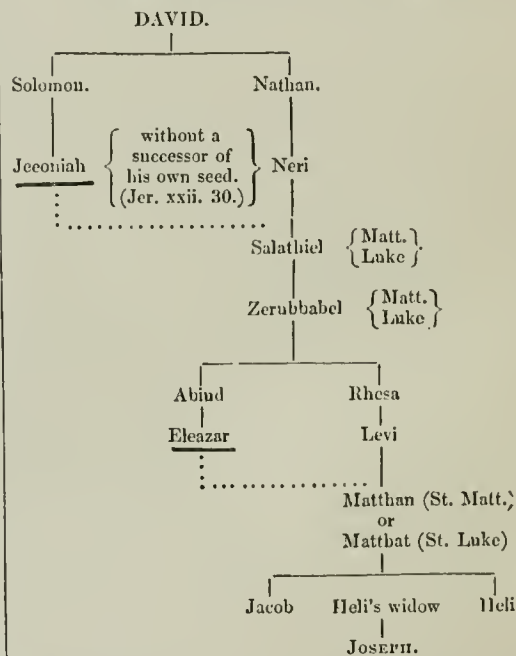 DAVID.
Solomon. Nathan.
Jeconiah { without a successor of his own seed. (Jer. xxii. 30.) } Neri
Salathiel { Matt. Luke }.
Zerubbabel { Matt. Luke }
Abiud Rhesa
Eleazar Levi
Matthan (St. Matt.)
or
Matthat (St. Luke)
Jacob Heli's widow Heli
JOSEPH.